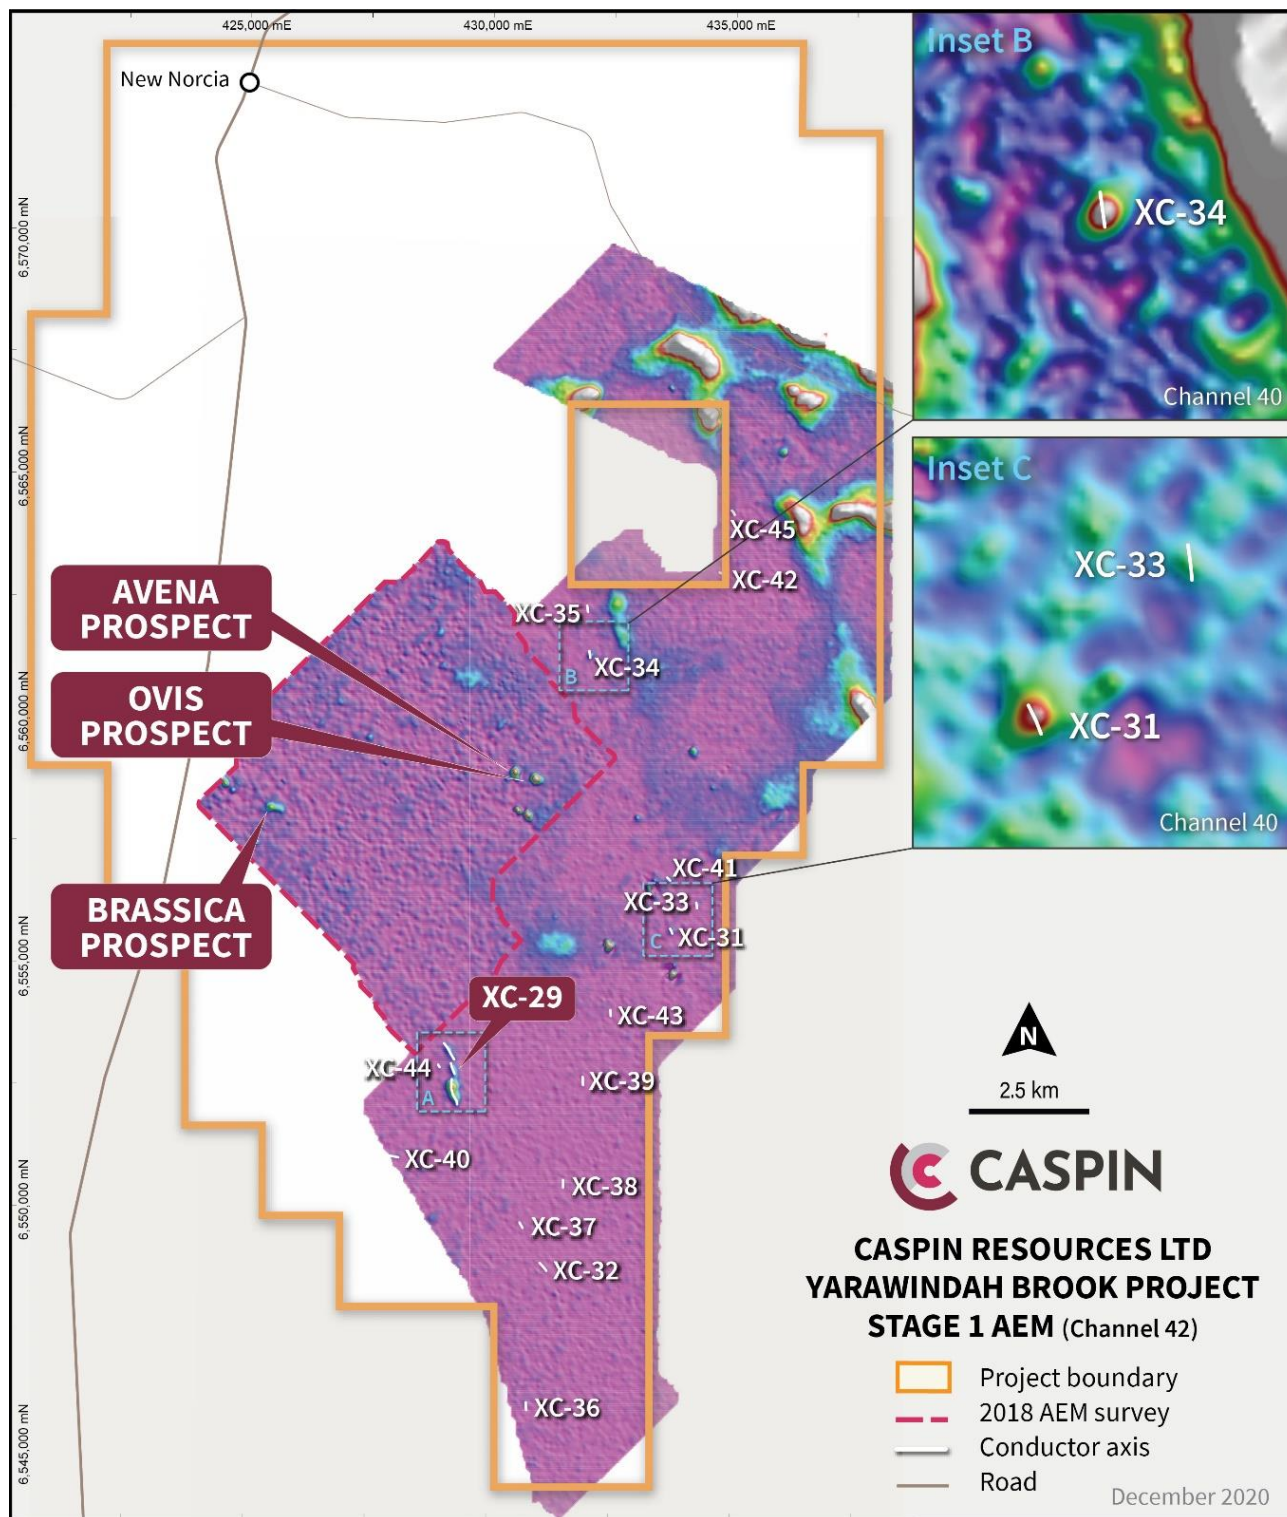 425,000 mE
430,000 mE
435,000 mE
New Norcia
6,570,000 mN
6,565,000 mN
6,560,000 mN
6,555,000 mN
6,550,000 mN
6,545,000 mN
Inset B
XC-34
Channel 40
Inset C
XC-33
XC-31
Channel 40
XC-45
XC-42
XC-35
XC-34
B
AVENA
PROSPECT
OVIS
PROSPECT
BRASSICA
PROSPECT
XC-41
XC-33
XC-31
C
XC-29
XC-43
XC-44
XC-39
A
XC-40
XC-38
XC-37
XC-32
XC-36
N
2.5 km
CASPIN
CASPIN RESOURCES LTD
YARAWINDAH BROOK PROJECT
STAGE 1 AEM (Channel 42)
Project boundary
2018 AEM survey
Conductor axis
Road
December 2020